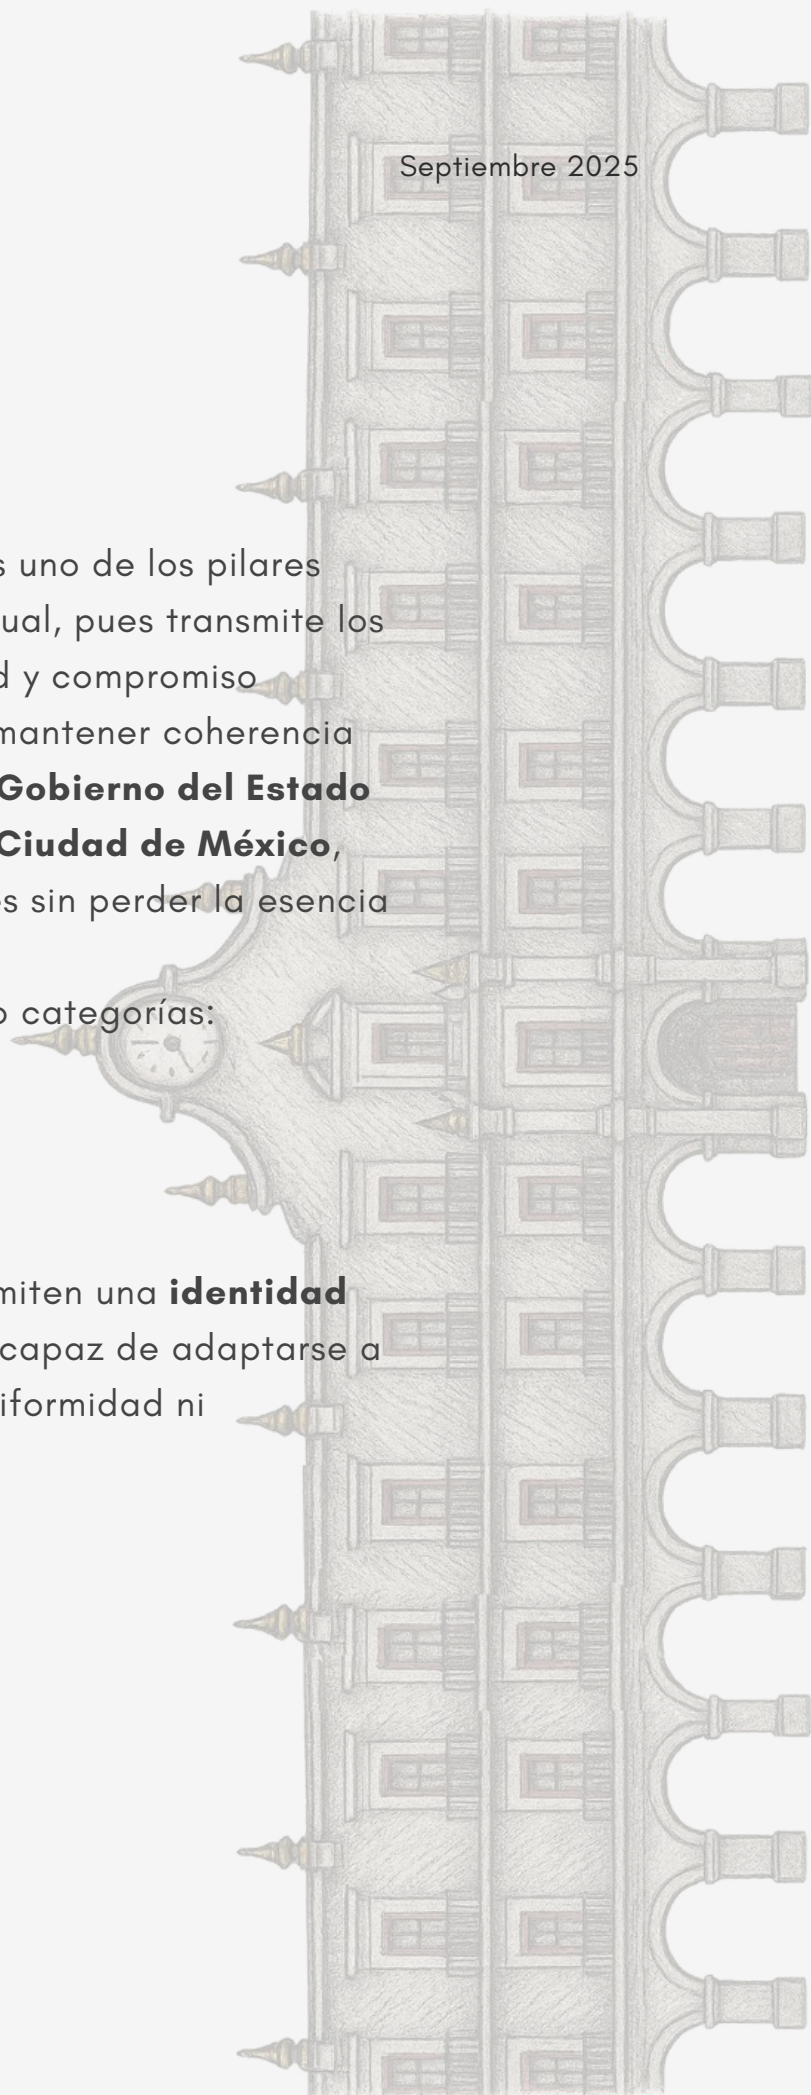 Septiembre 2025
s uno de los pilares
ual, pues transmite los
d y compromiso
mantener coherencia
Gobierno del Estado
Ciudad de México,
es sin perder la esencia
o categorías:
miten una identidad
capaz de adaptarse a
iformidad ni